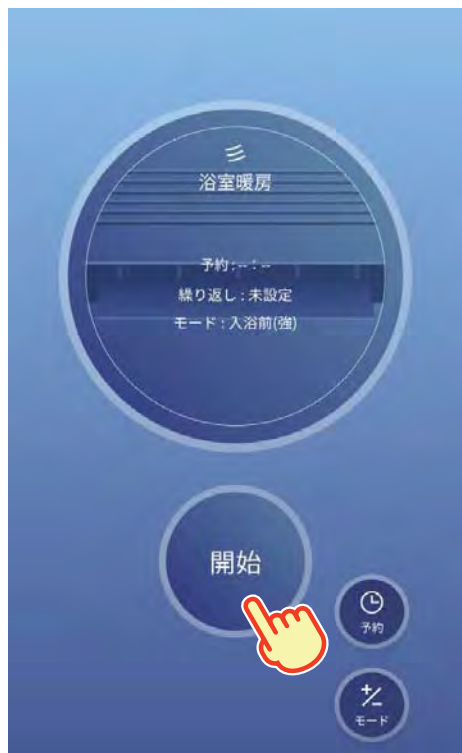 浴室暖房
予約 : -- : --
繰り返し : 未設定
モード : 入浴前(強)
開始
予約
モード